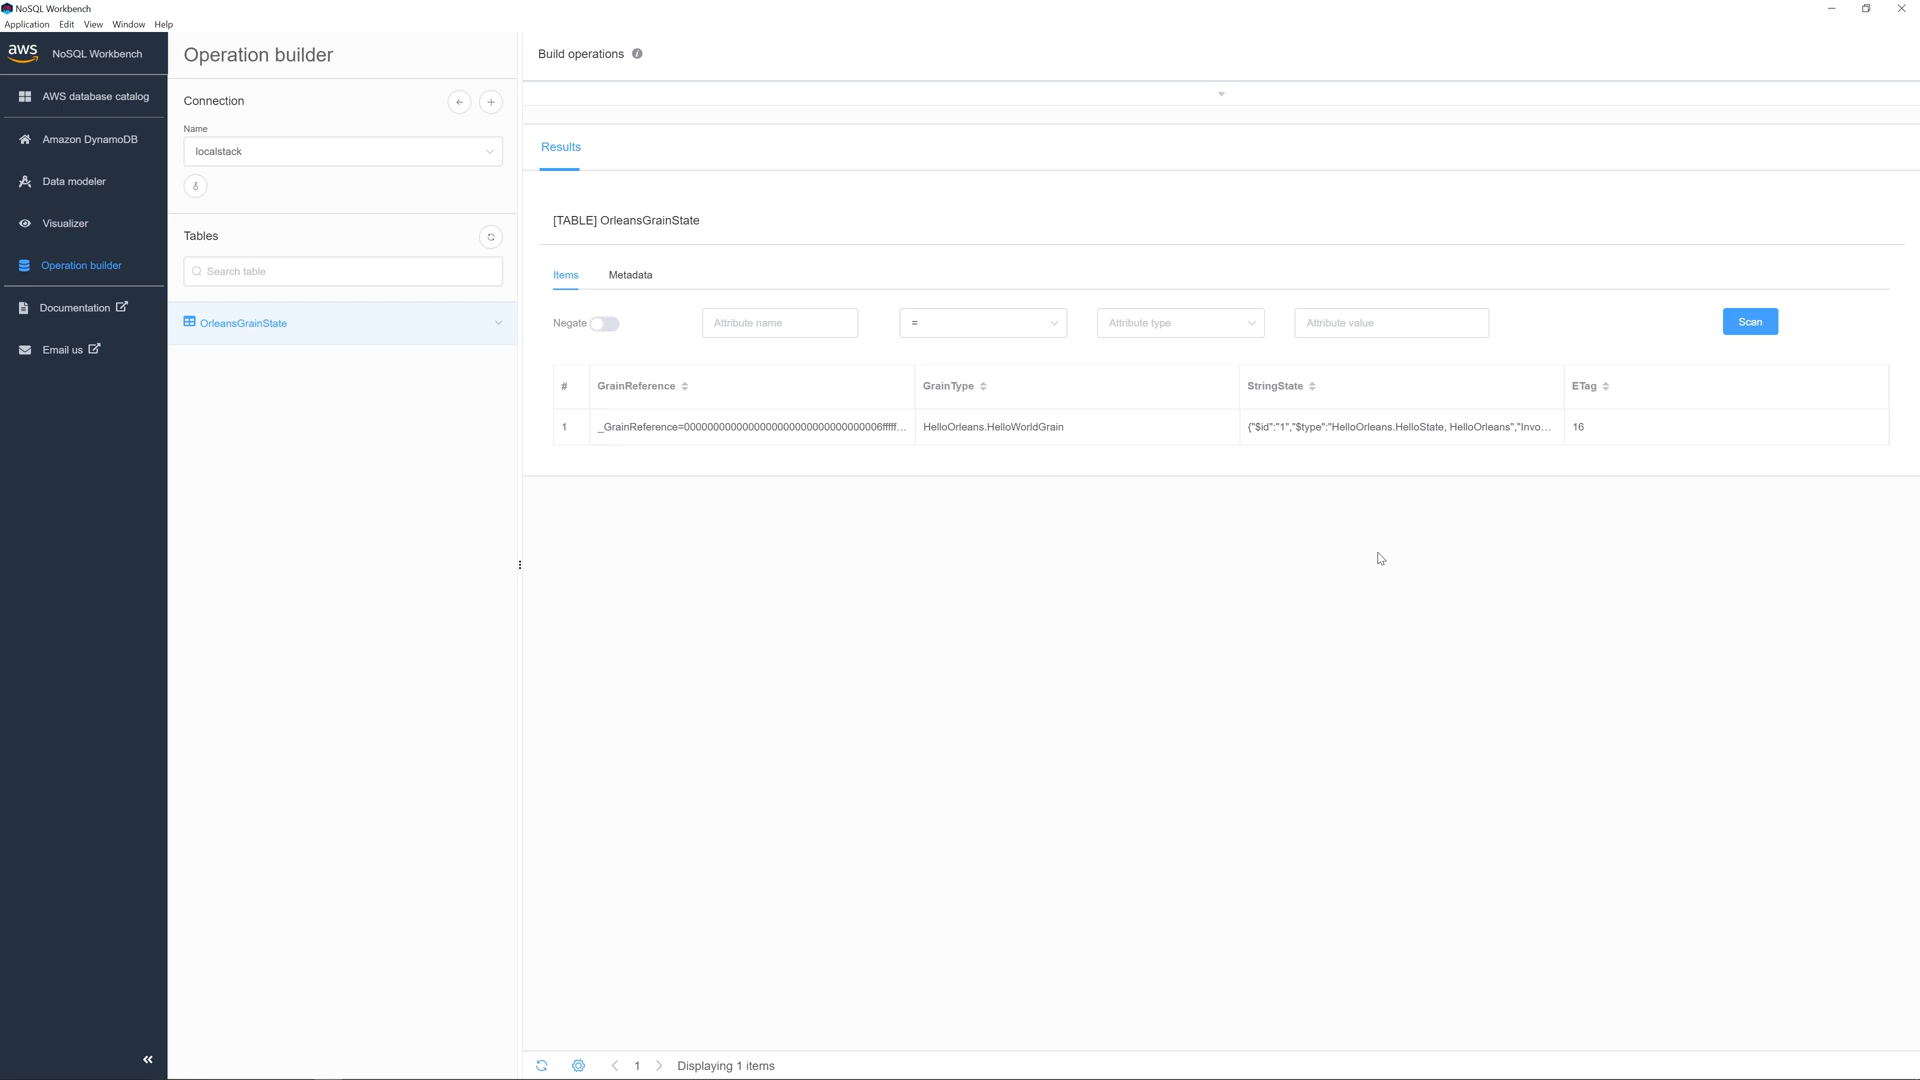 NoSQL Workbench
Application Edit View Window Help
aws NoSQL Workbench
AWS database catalog
Amazon DynamoDB
Data modeler
Visualizer
Operation builder
Documentation
Email us
Operation builder
Connection
Name
localstack
Tables
Search table
OrleansGrainState
Build operations
Results
[TABLE] OrleansGrainState
Items Metadata
Negate Attribute name = Attribute type Attribute value Scan
# GrainReference GrainType StringState ETag
1 HelloOrleans.HelloWorldGrain {"$id":"1","$type":"HelloOrleans.HelloState, HelloOrleans","Invo... 16
1 Displaying 1 items